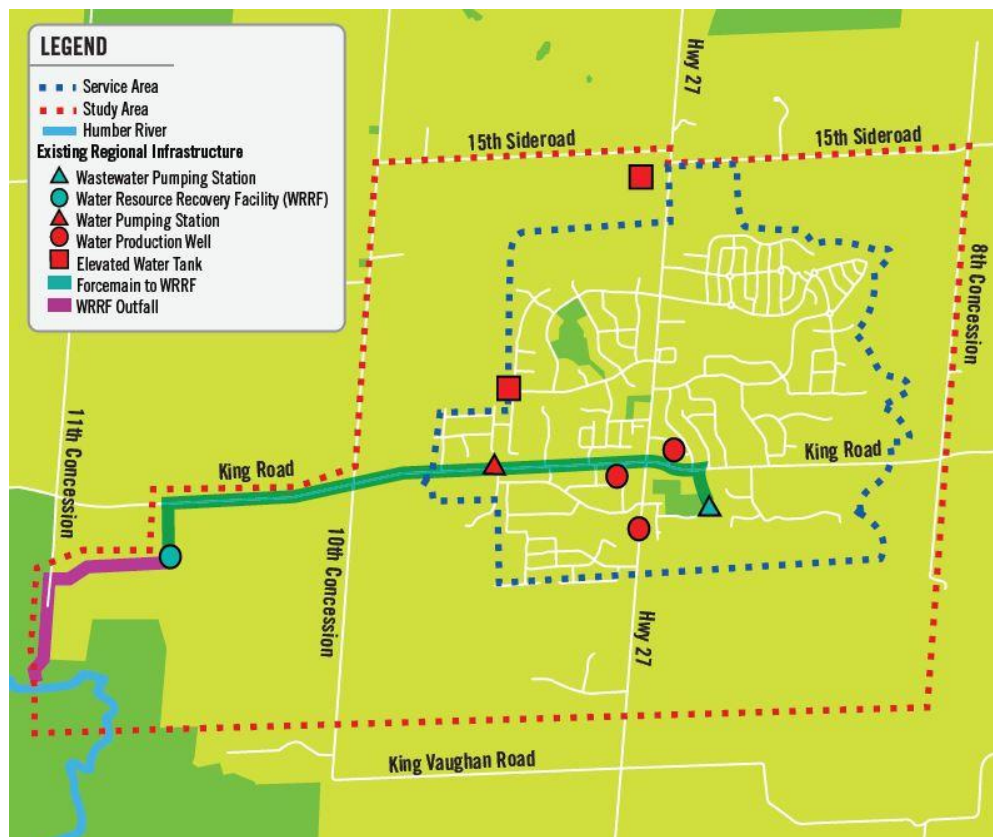 LEGEND
Service Area
Study Area
Humber River
Existing Regional Infrastructure
Wastewater Pumping Station
Water Resource Recovery Facility (WRRF)
Water Pumping Station
Water Production Well
Elevated Water Tank
Forcemain to WRRF
WRRF Outfall
Hwy 27
15th Sideroad
15th Sideroad
8th Concession
11th Concession
King Road
King Road
10th Concession
Hwy 27
King Vaughan Road